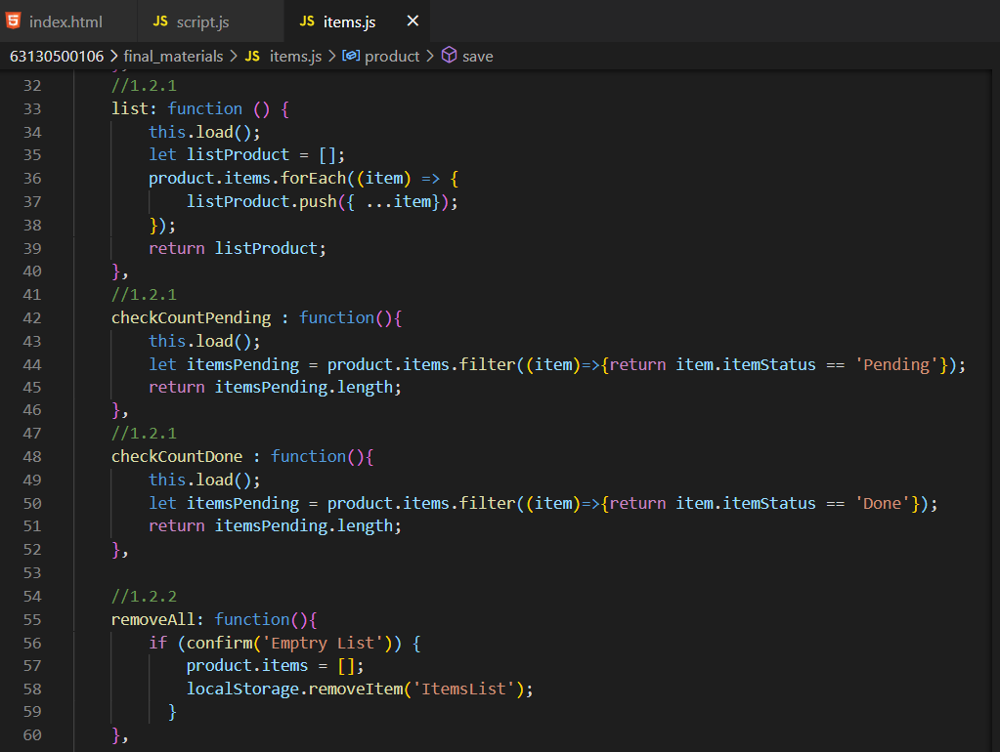 index.html JS script.js JS items.js ×
63130500106 > final_materials > JS items.js > product > save
32 //1.2.1
33 list: function () {
34 this.load();
35 let listProduct = [];
36 product.items.forEach((item) => {
37 listProduct.push({ ...item});
38 });
39 return listProduct;
40 },
41 //1.2.1
42 checkCountPending : function(){
43 this.load();
44 let itemsPending = product.items.filter((item)=>{return item.itemStatus == 'Pending'});
45 return itemsPending.length;
46 },
47 //1.2.1
48 checkCountDone : function(){
49 this.load();
50 let itemsPending = product.items.filter((item)=>{return item.itemStatus == 'Done'});
51 return itemsPending.length;
52 },
53
54 //1.2.2
55 removeAll: function(){
56 if (confirm('Emptry List')) {
57 product.items = [];
58 localStorage.removeItem('ItemsList');
59 }
60 },